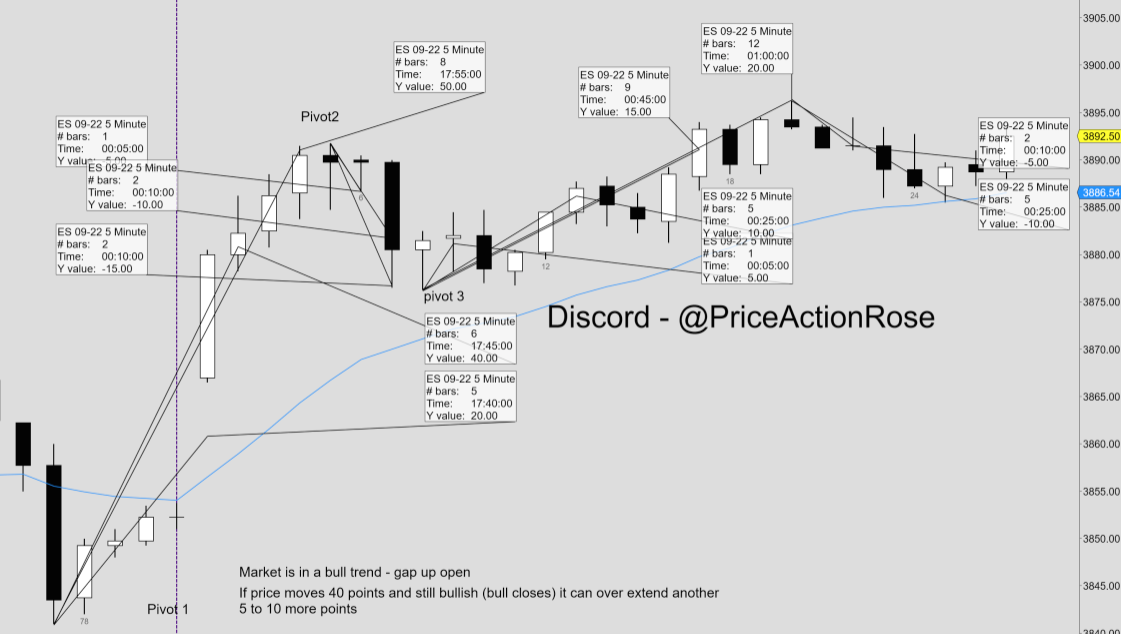 3905.00
ES 09-22 5 Minute
# bars: 12
Time: 01:00:00
Y value: 20.00
ES 09-22 5 Minute
# bars: 8
Time: 17:55:00
Y value: 50.00
3900.00
ES 09-22 5 Minute
# bars: 9
Time: 00:45:00
Y value: 15.00
3895.00
Pivot2
ES 09-22 5 Minute
# bars: 1
Time: 00:05:00
Y value: -5.00
ES 09-22 5 Minute
# bars: 2
Time: 00:10:00
Y value: -5.00
3892.50
3890.00
ES 09-22 5 Minute
# bars: 2
Time: 00:10:00
Y value: -10.00
6
18
24
ES 09-22 5 Minute
# bars: 5
Time: 00:25:00
Y value: -10.00
3886.54
3885.00
ES 09-22 5 Minute
# bars: 5
Time: 00:25:00
Y value: 10.00
ES 09-22 5 Minute
# bars: 1
Time: 00:05:00
Y value: 5.00
ES 09-22 5 Minute
# bars: 2
Time: 00:10:00
Y value: -15.00
3880.00
12
pivot 3
3875.00
Discord - @PriceActionRose
ES 09-22 5 Minute
# bars: 6
Time: 17:45:00
Y value: 40.00
3870.00
ES 09-22 5 Minute
# bars: 5
Time: 17:40:00
Y value: 20.00
3865.00
3860.00
3855.00
3850.00
3845.00
Market is in a bull trend - gap up open
If price moves 40 points and still bullish (bull closes) it can over extend another
5 to 10 more points
Pivot 1
78
3840.00